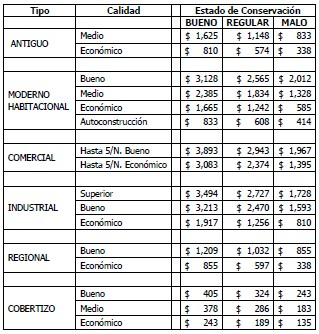 Tipo Calidad Estado de Conservación
BUENO REGULAR MALO
ANTIGUO
Medio $ 1,625 $ 1,148 $ 833
Económico $ 810 $ 574 $ 338
MODERNO HABITACIONAL
Bueno $ 3,128 $ 2,565 $ 2,012
Medio $ 2,385 $ 1,834 $ 1,328
Económico $ 1,665 $ 1,242 $ 585
Autoconstrucción $ 833 $ 608 $ 414
COMERCIAL
Hasta 5/N. Bueno $ 3,893 $ 2,943 $ 1,967
Hasta 5/N. Económico $ 3,083 $ 2,374 $ 1,395
INDUSTRIAL
Superior $ 3,494 $ 2,727 $ 1,728
Bueno $ 3,213 $ 2,470 $ 1,593
Económico $ 1,917 $ 1,256 $ 810
REGIONAL
Bueno $ 1,209 $ 1,032 $ 855
Económico $ 855 $ 597 $ 338
COBERTIZO
Bueno $ 405 $ 324 $ 243
Medio $ 378 $ 286 $ 183
Económico $ 243 $ 189 $ 135